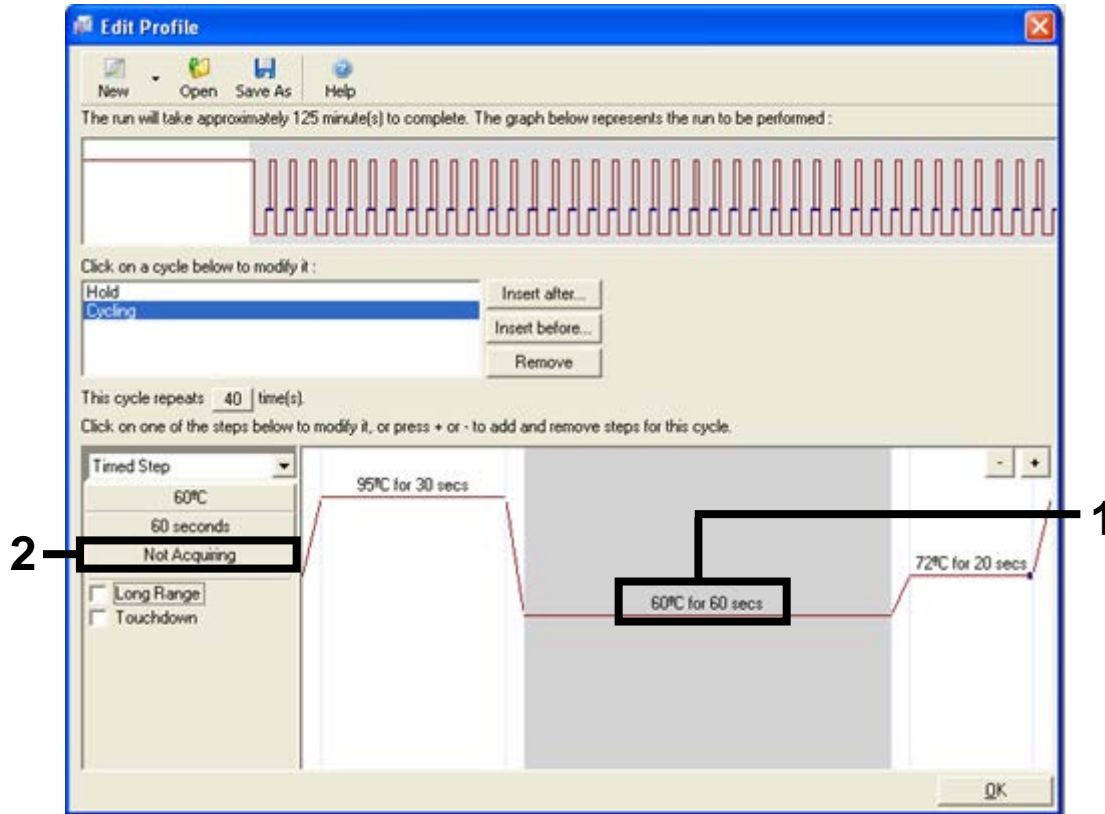 Edit Profile
New Open Save As Help
The run will take approximately 125 minute(s) to complete. The graph below represents the run to be performed :
Click on a cycle below to modify it :
Hold
Cycling
Insert after...
Insert before...
Remove
This cycle repeats 40 time(s).
Click on one of the steps below to modify it, or press + or - to add and remove steps for this cycle.
Timed Step
60ºC
60 seconds
Not Acquiring
Long Range
Touchdown
95ºC for 30 secs
60ºC for 60 secs
72ºC for 20 secs
- +
1
2
OK